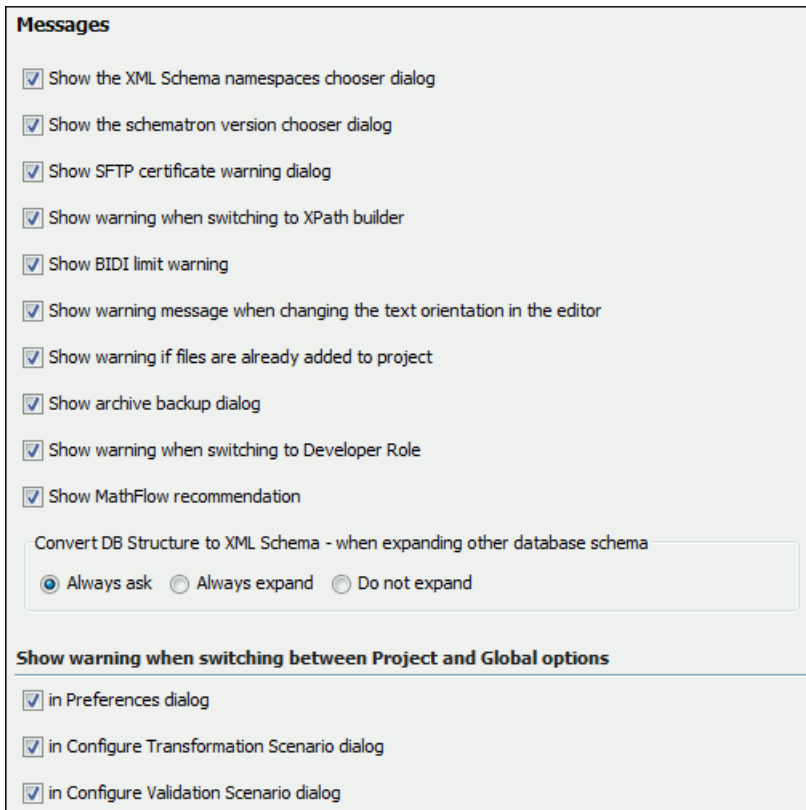 Messages
Show the XML Schema namespaces chooser dialog
Show the schematron version chooser dialog
Show SFTP certificate warning dialog
Show warning when switching to XPath builder
Show BIDI limit warning
Show warning message when changing the text orientation in the editor
Show warning if files are already added to project
Show archive backup dialog
Show warning when switching to Developer Role
Show MathFlow recommendation
Convert DB Structure to XML Schema - when expanding other database schema
Always ask Always expand Do not expand
Show warning when switching between Project and Global options
in Preferences dialog
in Configure Transformation Scenario dialog
in Configure Validation Scenario dialog